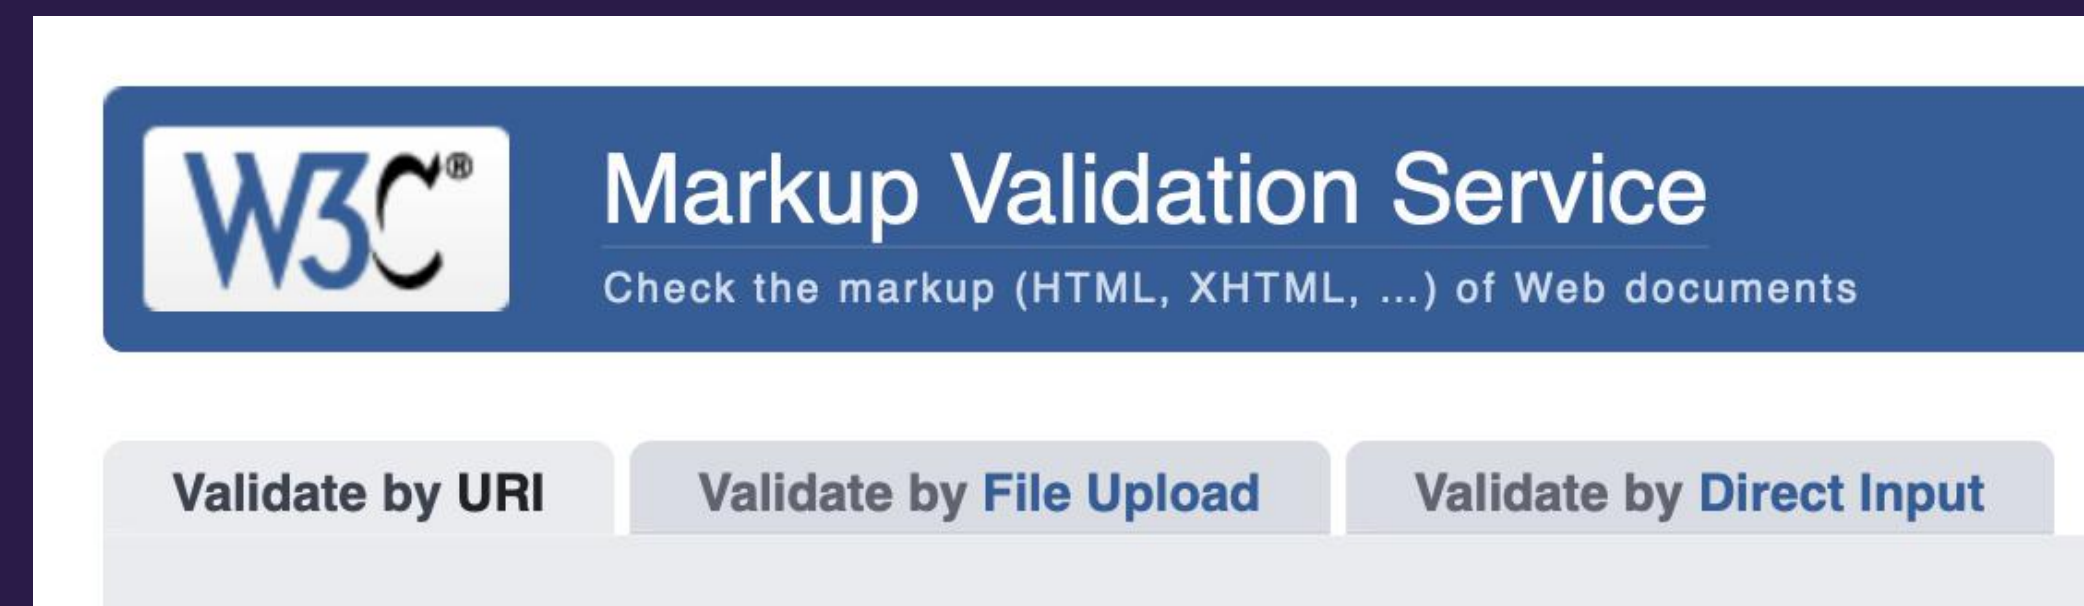 W3C®
Markup Validation Service
Check the markup (HTML, XHTML, ...) of Web documents
Validate by URI
Validate by File Upload
Validate by Direct Input